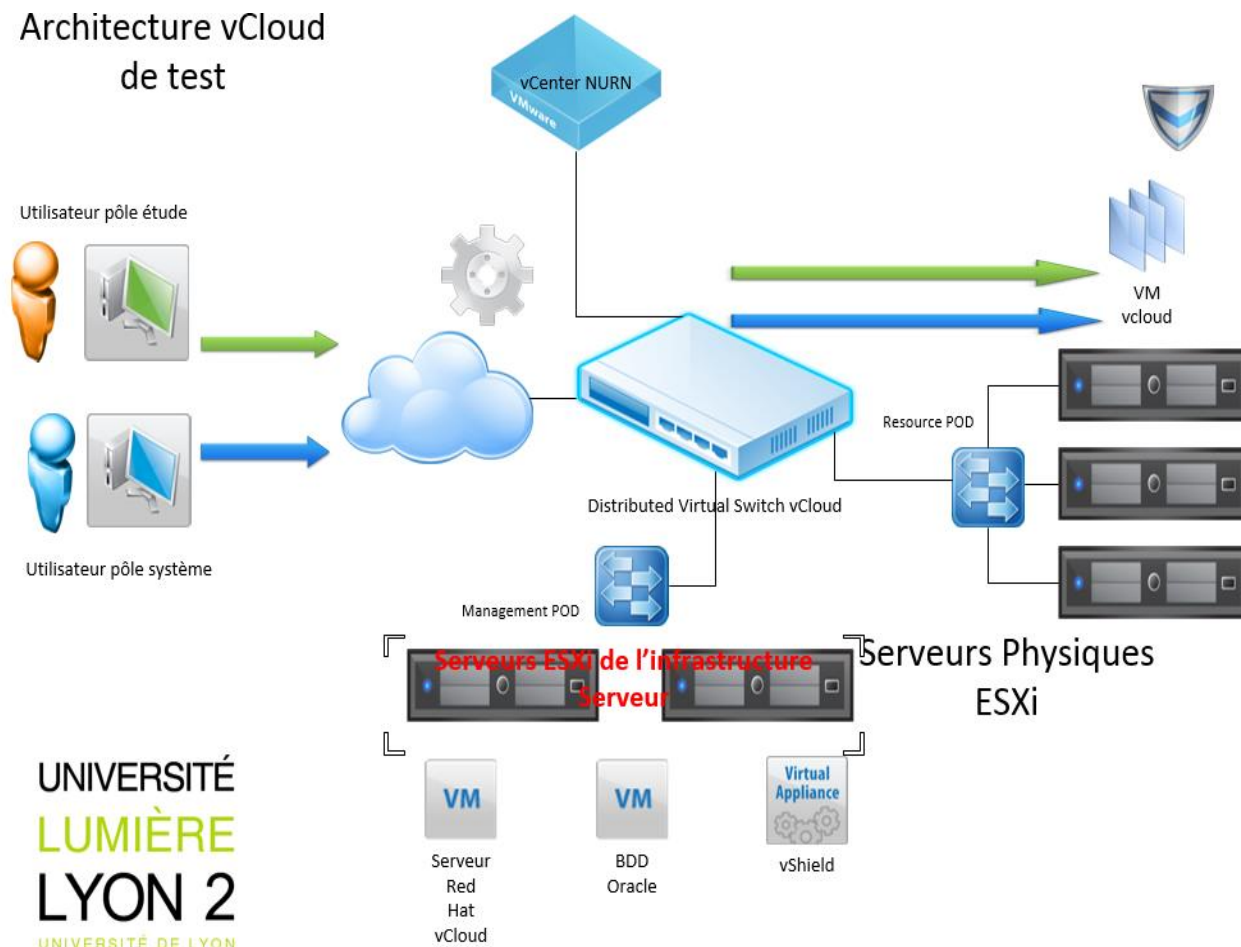 Architecture vCloud
de test
vCenter NURN
VMware
Utilisateur pôle étude
VM
vcloud
Resource POD
Distributed Virtual Switch vCloud
Utilisateur pôle système
Management POD
Serveurs ESXi de l'infrastructure
Serveur
Serveurs Physiques
ESXi
VM
Serveur
Red
Hat
vCloud
VM
BDD
Oracle
Virtual
Appliance
vShield
UNIVERSITÉ
LUMIÈRE
LYON 2
UNIVERSITÉ DE LYON